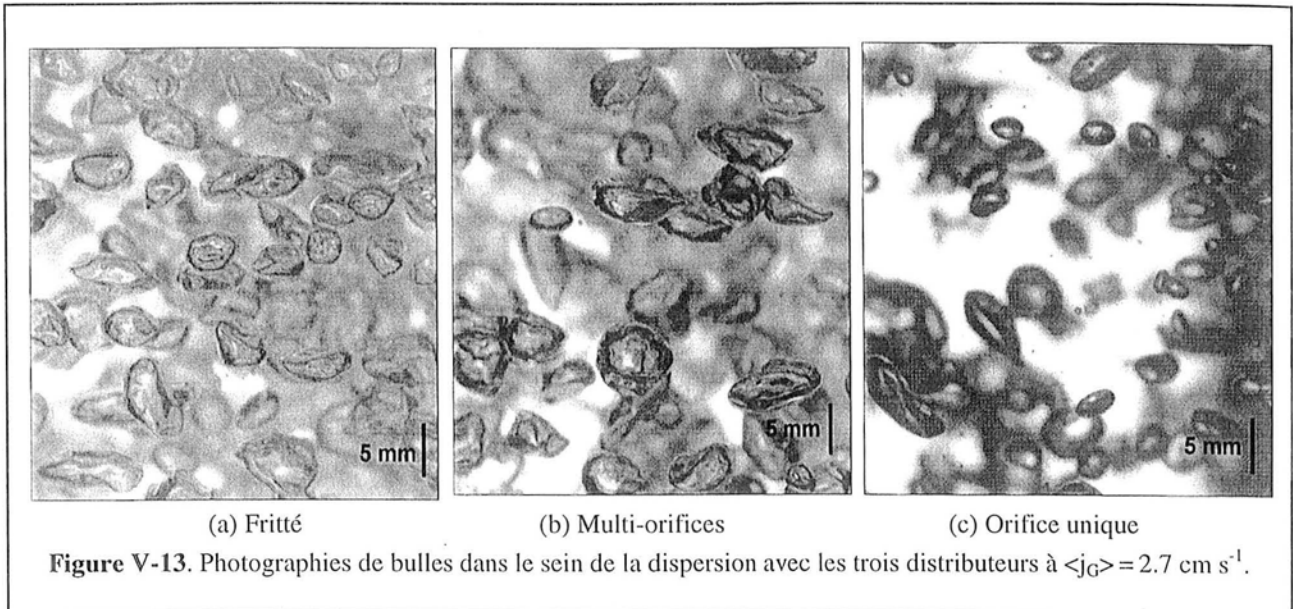 5 mm
5 mm
5 mm
(a) Fritté
(b) Multi-orifices
(c) Orifice unique
Figure V-13. Photographies de bulles dans le sein de la dispersion avec les trois distributeurs à <j_G> = 2.7 cm s⁻¹.